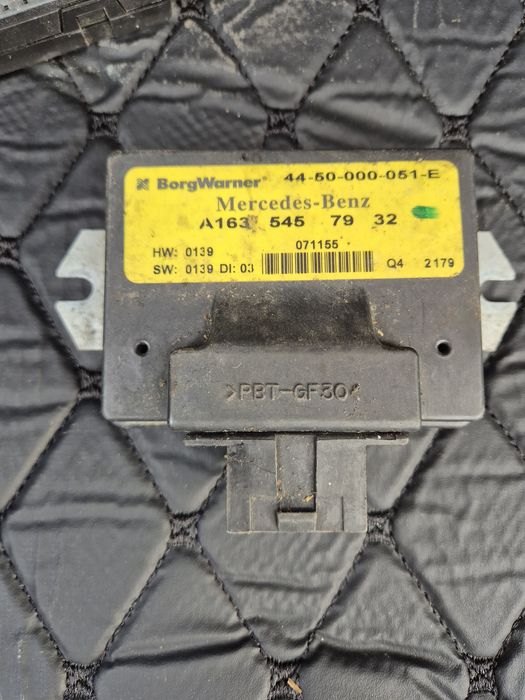 BorgWarner 44-50-000-051-E
Mercedes-Benz
A163 545 79 32
HW: 0139 071155
SW: 0139 DI: 03 Q4 2179
>PBT-GF30<